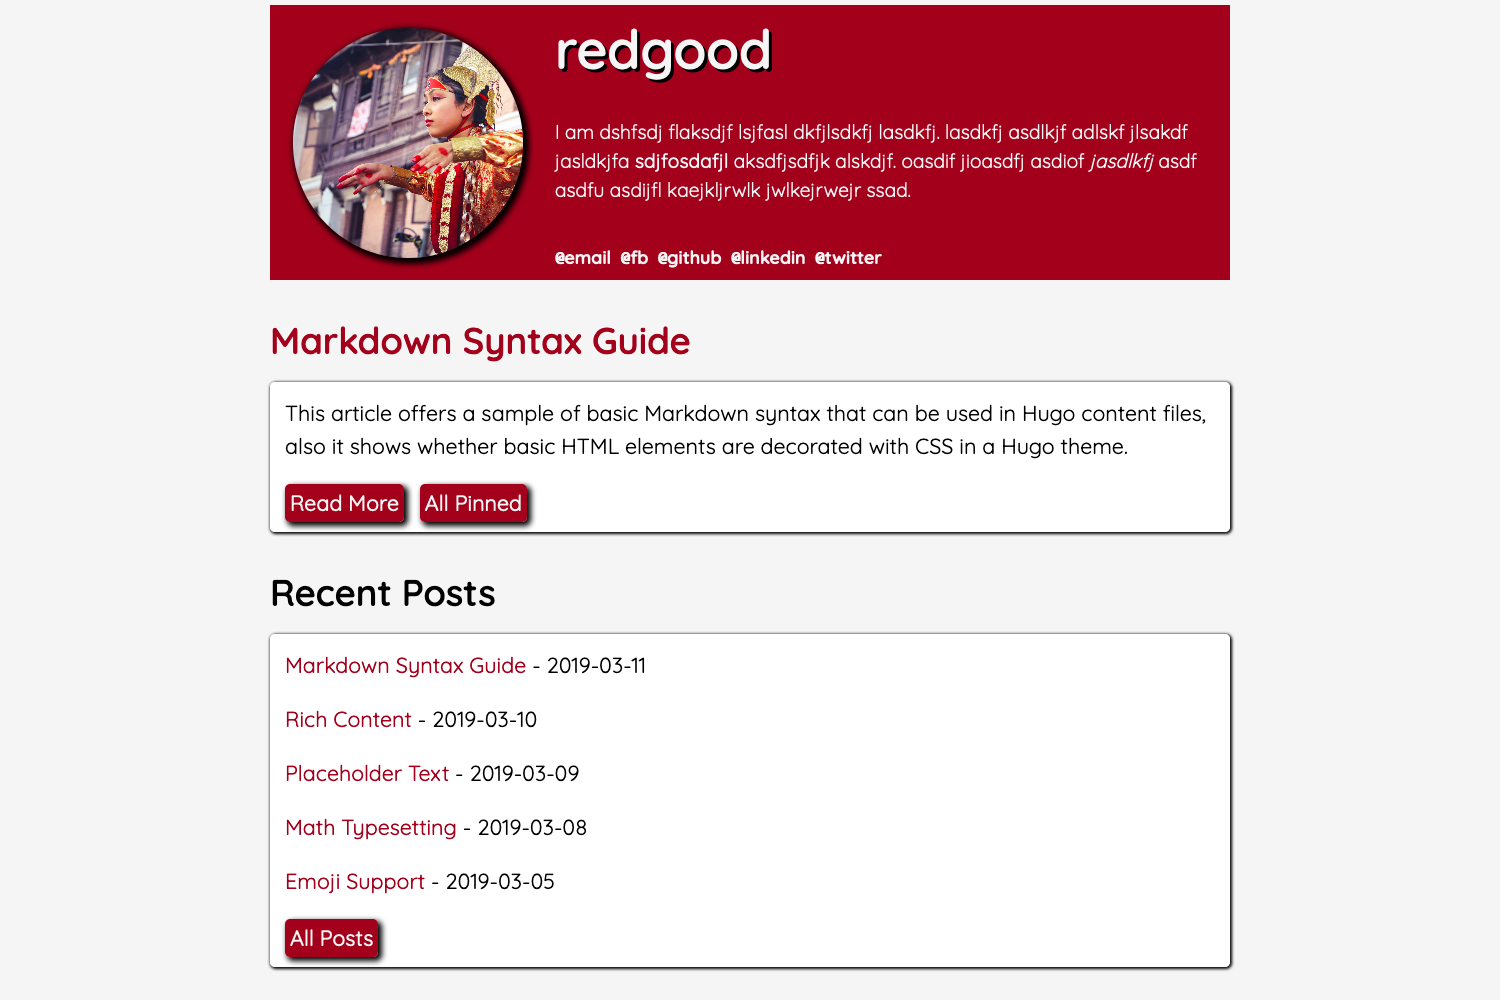 redgood
I am dshfsdj flaksdjf lsjfasl dkfjlsdkfj lasdkfj. lasdkfj asdlkjf adlskf jlsakdf
jasldkjfa sdjfosdafjl aksdfjsdfjk alskdjf. oasdif jioasdfj asdiof jasdlkfj asdf
asdfu asdijfl kaejkljrwlk jwlkejrwejr ssad.
@email @fb @github @linkedin @twitter
Markdown Syntax Guide
This article offers a sample of basic Markdown syntax that can be used in Hugo content files,
also it shows whether basic HTML elements are decorated with CSS in a Hugo theme.
Read More All Pinned
Recent Posts
Markdown Syntax Guide - 2019-03-11
Rich Content - 2019-03-10
Placeholder Text - 2019-03-09
Math Typesetting - 2019-03-08
Emoji Support - 2019-03-05
All Posts